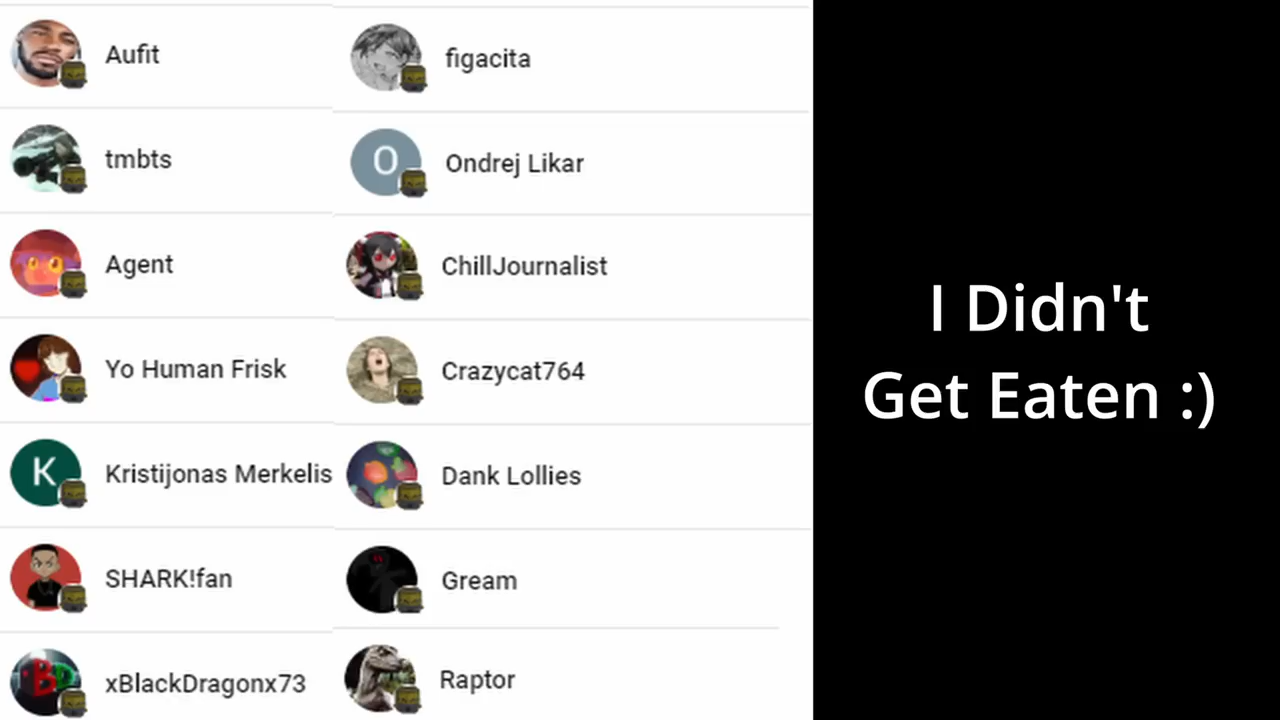 Aufit
tmbts
Agent
Yo Human Frisk
K
Kristijonas Merkelis
SHARK!fan
BD
xBlackDragonx73
figacita
O
Ondrej Likar
ChillJournalist
Crazycat764
Dank Lollies
Gream
Raptor
I Didn't
Get Eaten :)